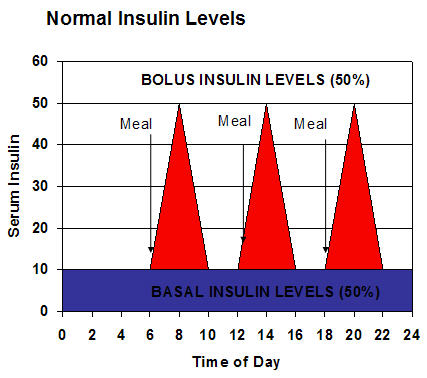 Normal Insulin Levels
BOLUS INSULIN LEVELS (50%)
Meal
Meal
Meal
BASAL INSULIN LEVELS (50%)
Serum Insulin
60
50
40
30
20
10
0
0 2 4 6 8 10 12 14 16 18 20 22 24
Time of Day